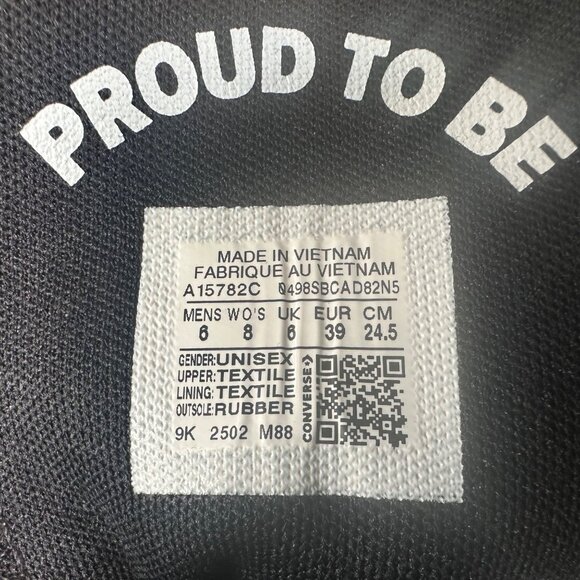 PROUD TO BE
MADE IN VIETNAM
FABRIQUE AU VIETNAM
A15782C 0498SBCAD82N5
MENS WO'S UK EUR CM
6 8 6 39 24.5
GENDER:UNISEX
UPPER:TEXTILE
LINING:TEXTILE
OUTSOLE:RUBBER
CONVERSE
9K 2502 M88